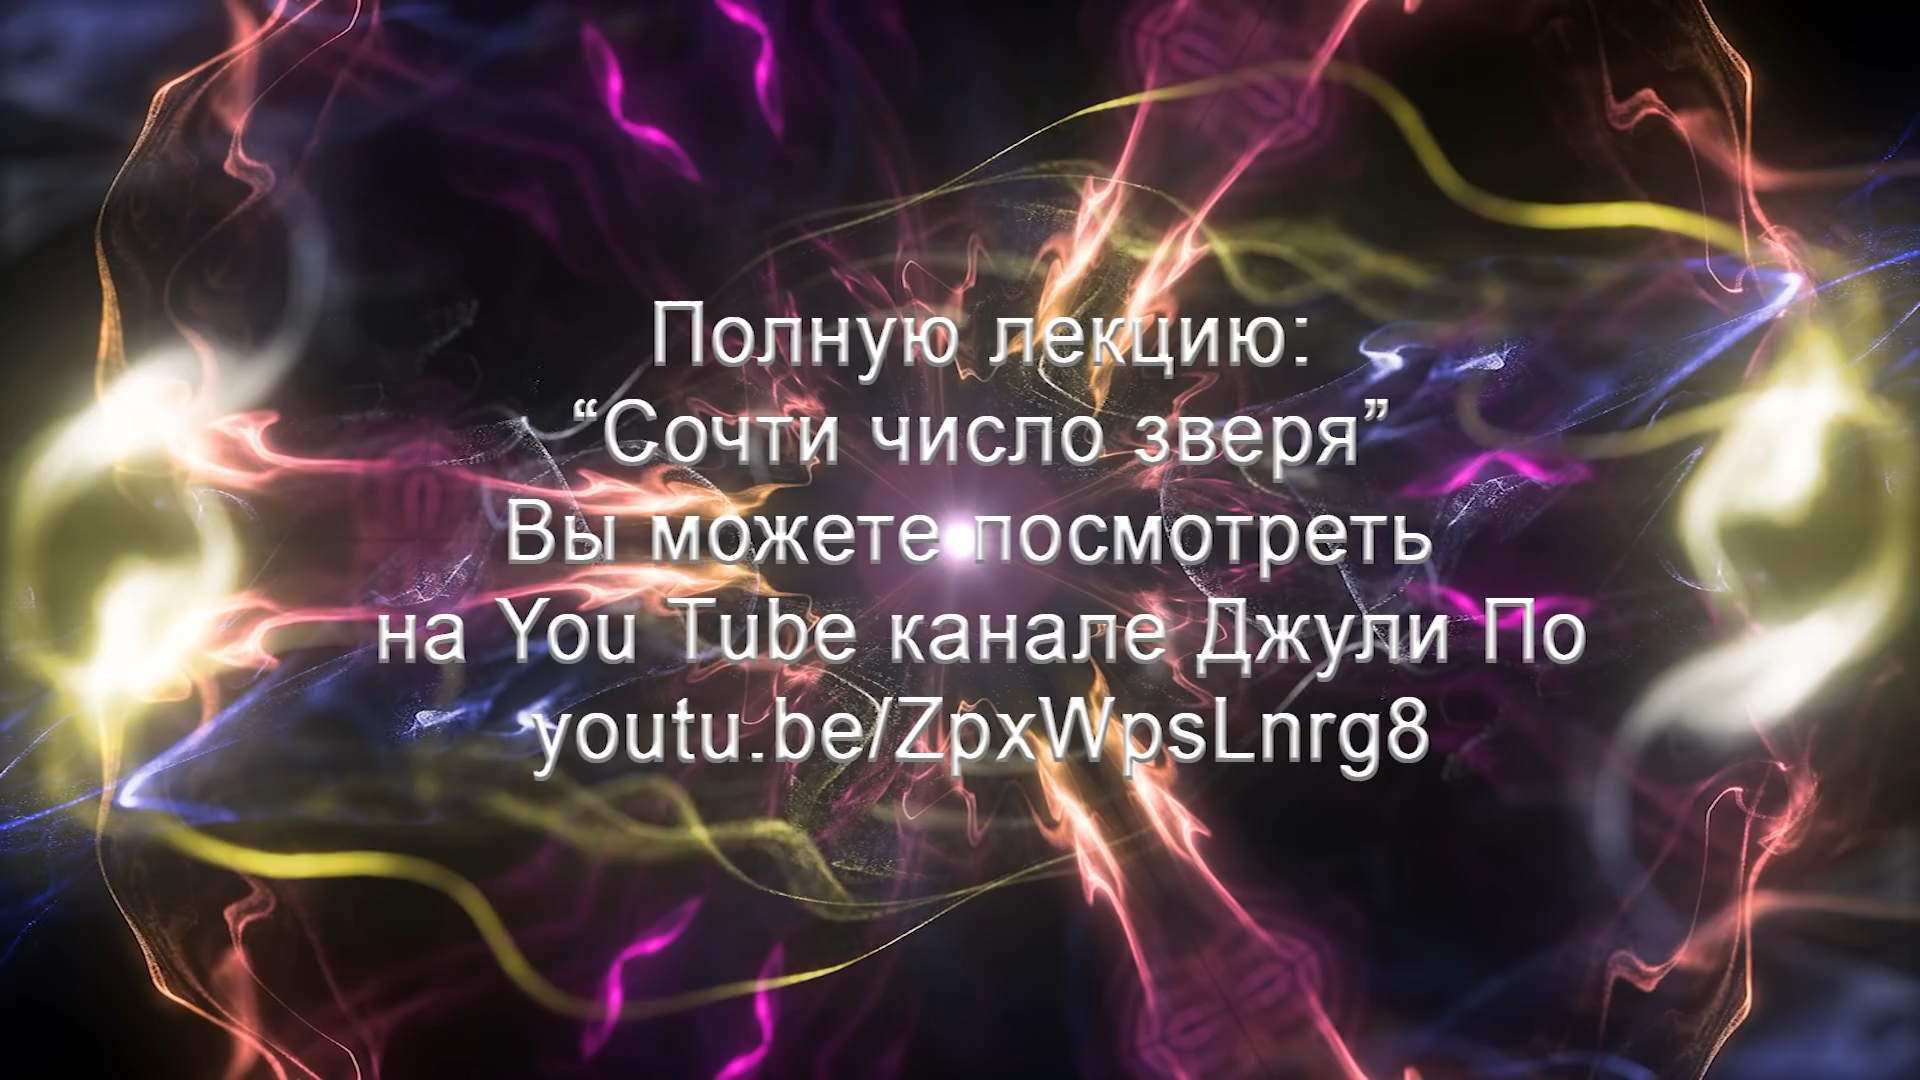 Полную лекцию:
“Сочти число зверя”
Вы можете посмотреть
на You Tube канале Джули По
youtu.be/ZpxWpsLnrg8